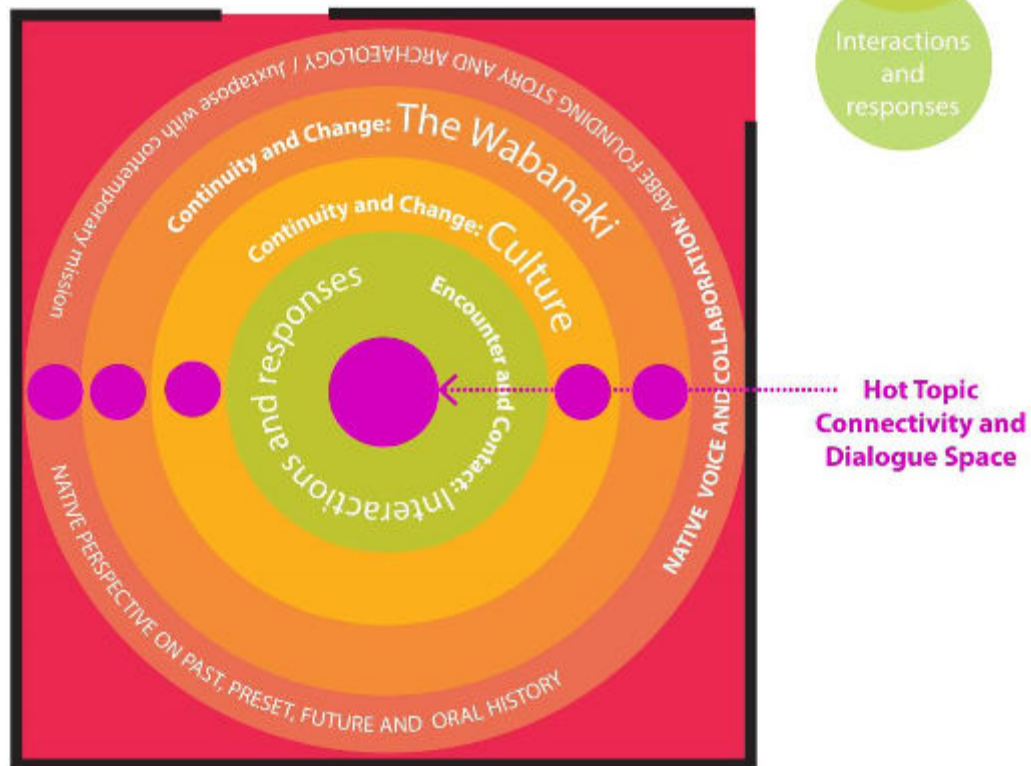 Interactions
and
responses
NATIVE VOICE AND COLLABORATION: ABBE FOUNDING STORY AND ARCHAEOLOGY / Juxtapose with contemporary mission
Continuity and Change: The Wabanaki
Continuity and Change: Culture
Encounter and Contact: Interactions and responses
NATIVE PERSPECTIVE ON PAST, PRESET, FUTURE AND ORAL HISTORY
Hot Topic
Connectivity and
Dialogue Space